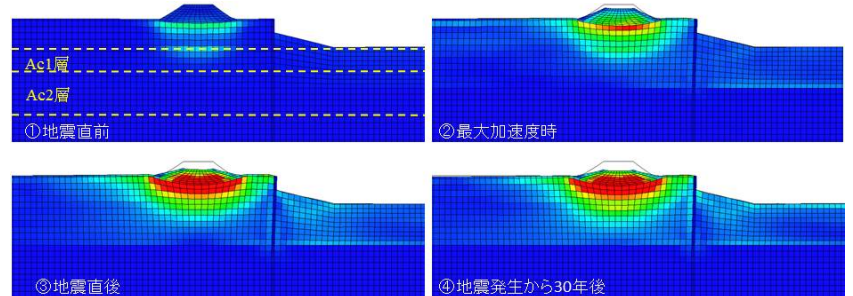 Ac1層
Ac2層
①地震直前
②最大加速度時
③地震直後
④地震発生から30年後